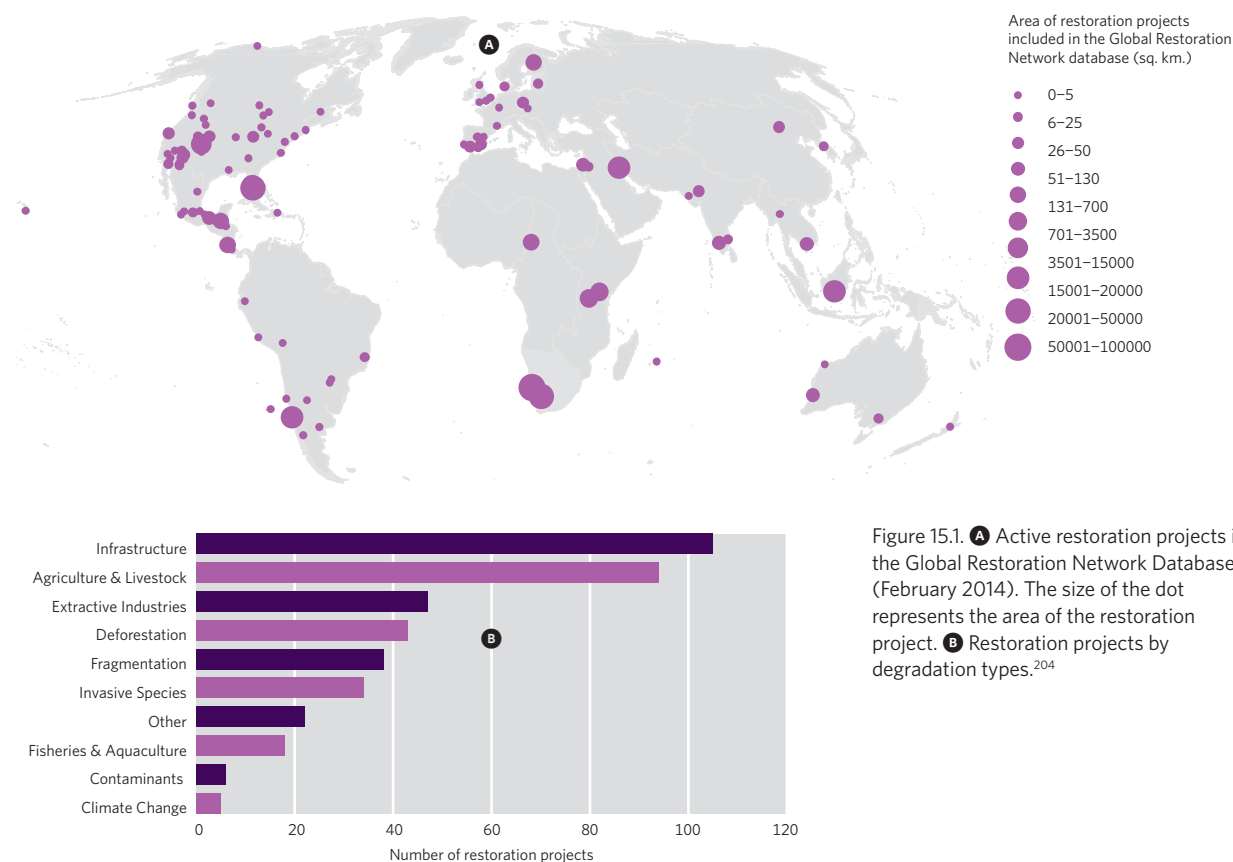 A
Area of restoration projects
included in the Global Restoration
Network database (sq. km.)
0–5
6–25
26–50
51–130
131–700
701–3500
3501–15000
15001–20000
20001–50000
50001–100000
Infrastructure
Agriculture & Livestock
Extractive Industries
Deforestation
Fragmentation
Invasive Species
Other
Fisheries & Aquaculture
Contaminants
Climate Change
B
0 20 40 60 80 100 120
Number of restoration projects
Figure 15.1. A Active restoration projects
the Global Restoration Network Database
(February 2014). The size of the dot
represents the area of the restoration
project. B Restoration projects by
degradation types.204